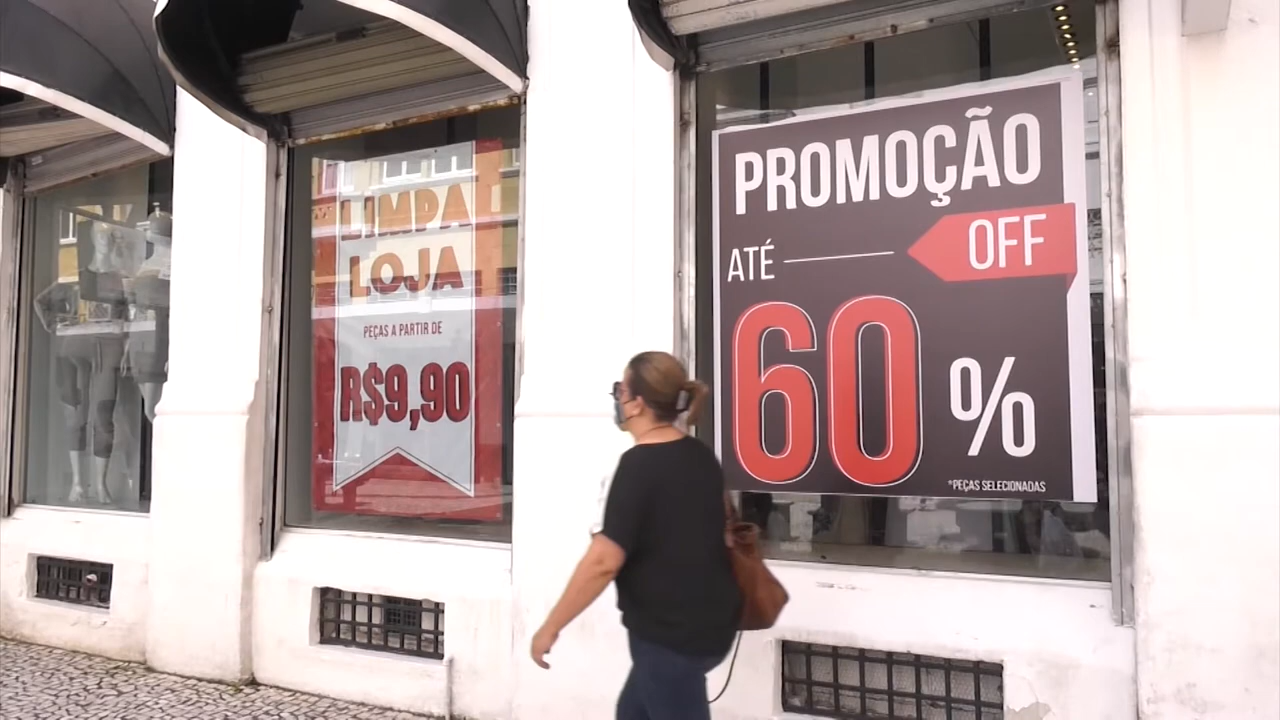 LIMPA
LOJA
PEÇAS A PARTIR DE
R$9,90
PROMOÇÃO
ATÉ
OFF
60%
*PEÇAS SELECIONADAS